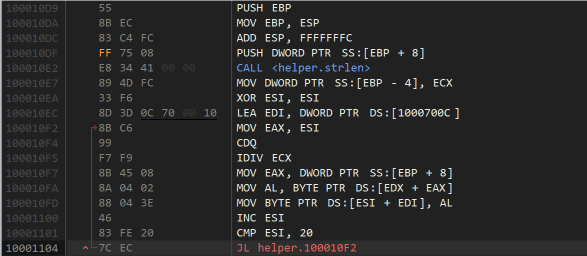 100010D9 55 PUSH EBP
100010DA 8B EC MOV EBP, ESP
100010DC 83 C4 FC ADD ESP, FFFFFFFC
100010DF FF 75 08 PUSH DWORD PTR SS:[EBP + 8]
100010E2 E8 34 41 00 00 CALL <helper.strlen>
100010E7 89 4D FC MOV DWORD PTR SS:[EBP - 4], ECX
100010EA 33 F6 XOR ESI, ESI
100010EC 8D 3D 0C 70 00 10 LEA EDI, DWORD PTR DS:[1000700C]
100010F2 8B C6 MOV EAX, ESI
100010F4 99 CDQ
100010F5 F7 F9 IDIV ECX
100010F7 8B 45 08 MOV EAX, DWORD PTR SS:[EBP + 8]
100010FA 8A 04 02 MOV AL, BYTE PTR DS:[EDX + EAX]
100010FD 88 04 3E MOV BYTE PTR DS:[ESI + EDI], AL
10001100 46 INC ESI
10001101 83 FE 20 CMP ESI, 20
10001104 7C EC JL helper.100010F2